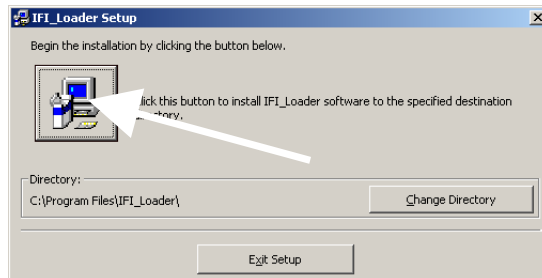 IFI_Loader Setup
Begin the installation by clicking the button below.
lick this button to install IFI_Loader software to the specified destination
Directory:
C:\Program Files\IFI_Loader\
Change Directory
Exit Setup